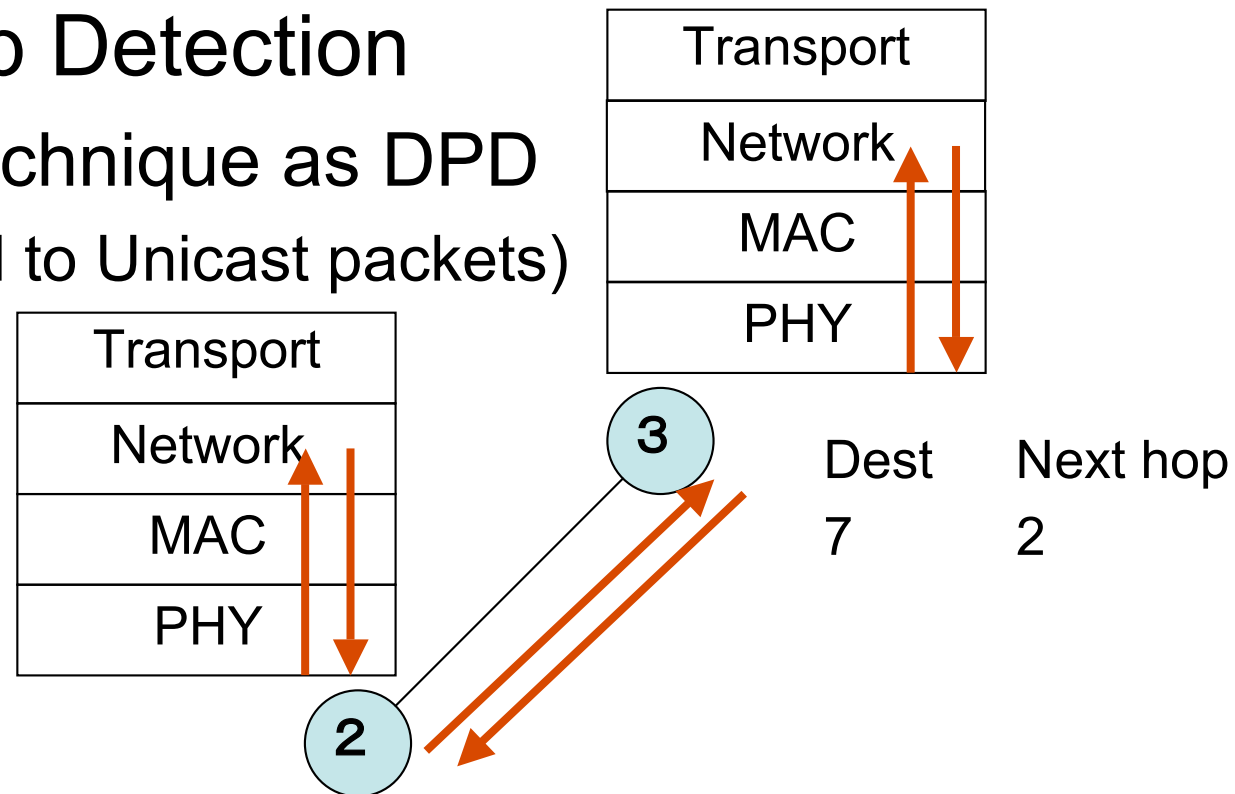 Detection
as DPD
to Unicast packets)
Transport
Network
MAC
PHY
Transport
Network
MAC
PHY
3
Dest Next hop
7 2
2